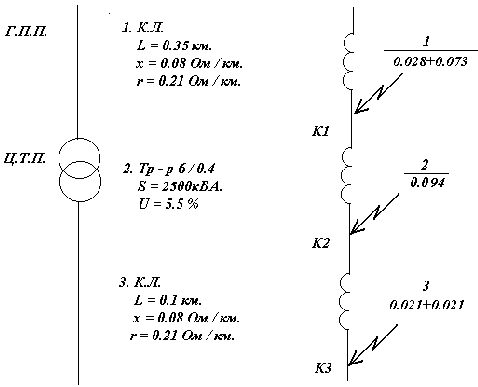 Г.П.П.
1. К.Л.
L = 0.35 км.
x = 0.08 Ом / км.
r = 0.21 Ом / км.
1
0.028+0.073
К1
Ц.Т.П.
2. Тр - р 6 / 0.4
S = 2500кВА.
U = 5.5 %
2
0.094
К2
3. К.Л.
L = 0.1 км.
x = 0.08 Ом / км.
r = 0.21 Ом / км.
3
0.021+0.021
К3